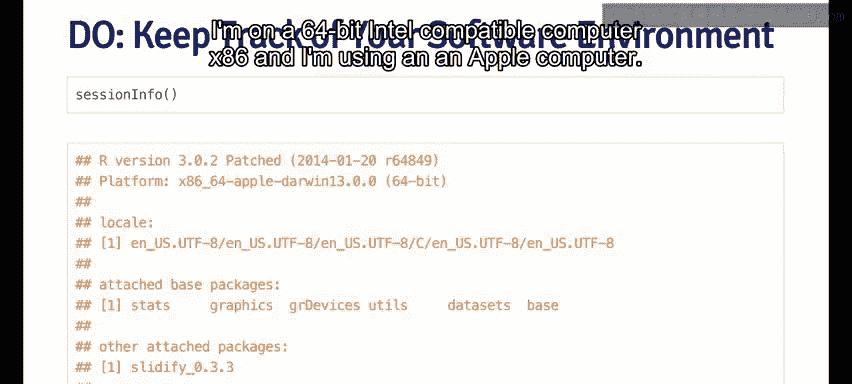 DO: Keep Track of Your Software Environment
I'm on a 64-bit Intel compatible computer
x86 and I'm using an an Apple computer.
sessionInfo()
## R version 3.0.2 Patched (2014-01-20 r64849)
## Platform: x86_64-apple-darwin13.0.0 (64-bit)
##
## locale:
## [1] en_US.UTF-8/en_US.UTF-8/en_US.UTF-8/C/en_US.UTF-8/en_US.UTF-8
##
## attached base packages:
## [1] stats graphics grDevices utils datasets base
##
## other attached packages:
## [1] slidify_0.3.3